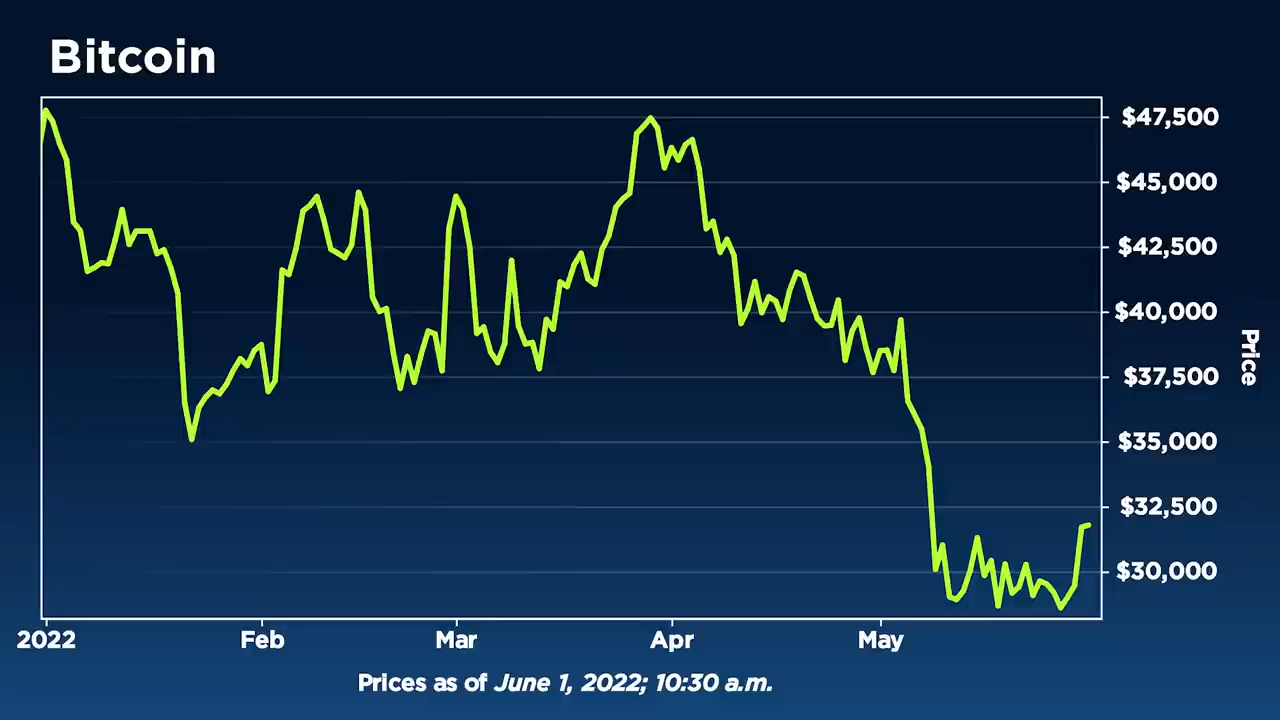 Bitcoin
$47,500
$45,000
$42,500
$40,000
$37,500
$35,000
$32,500
$30,000
Price
2022 Feb Mar Apr May
Prices as of June 1, 2022; 10:30 a.m.